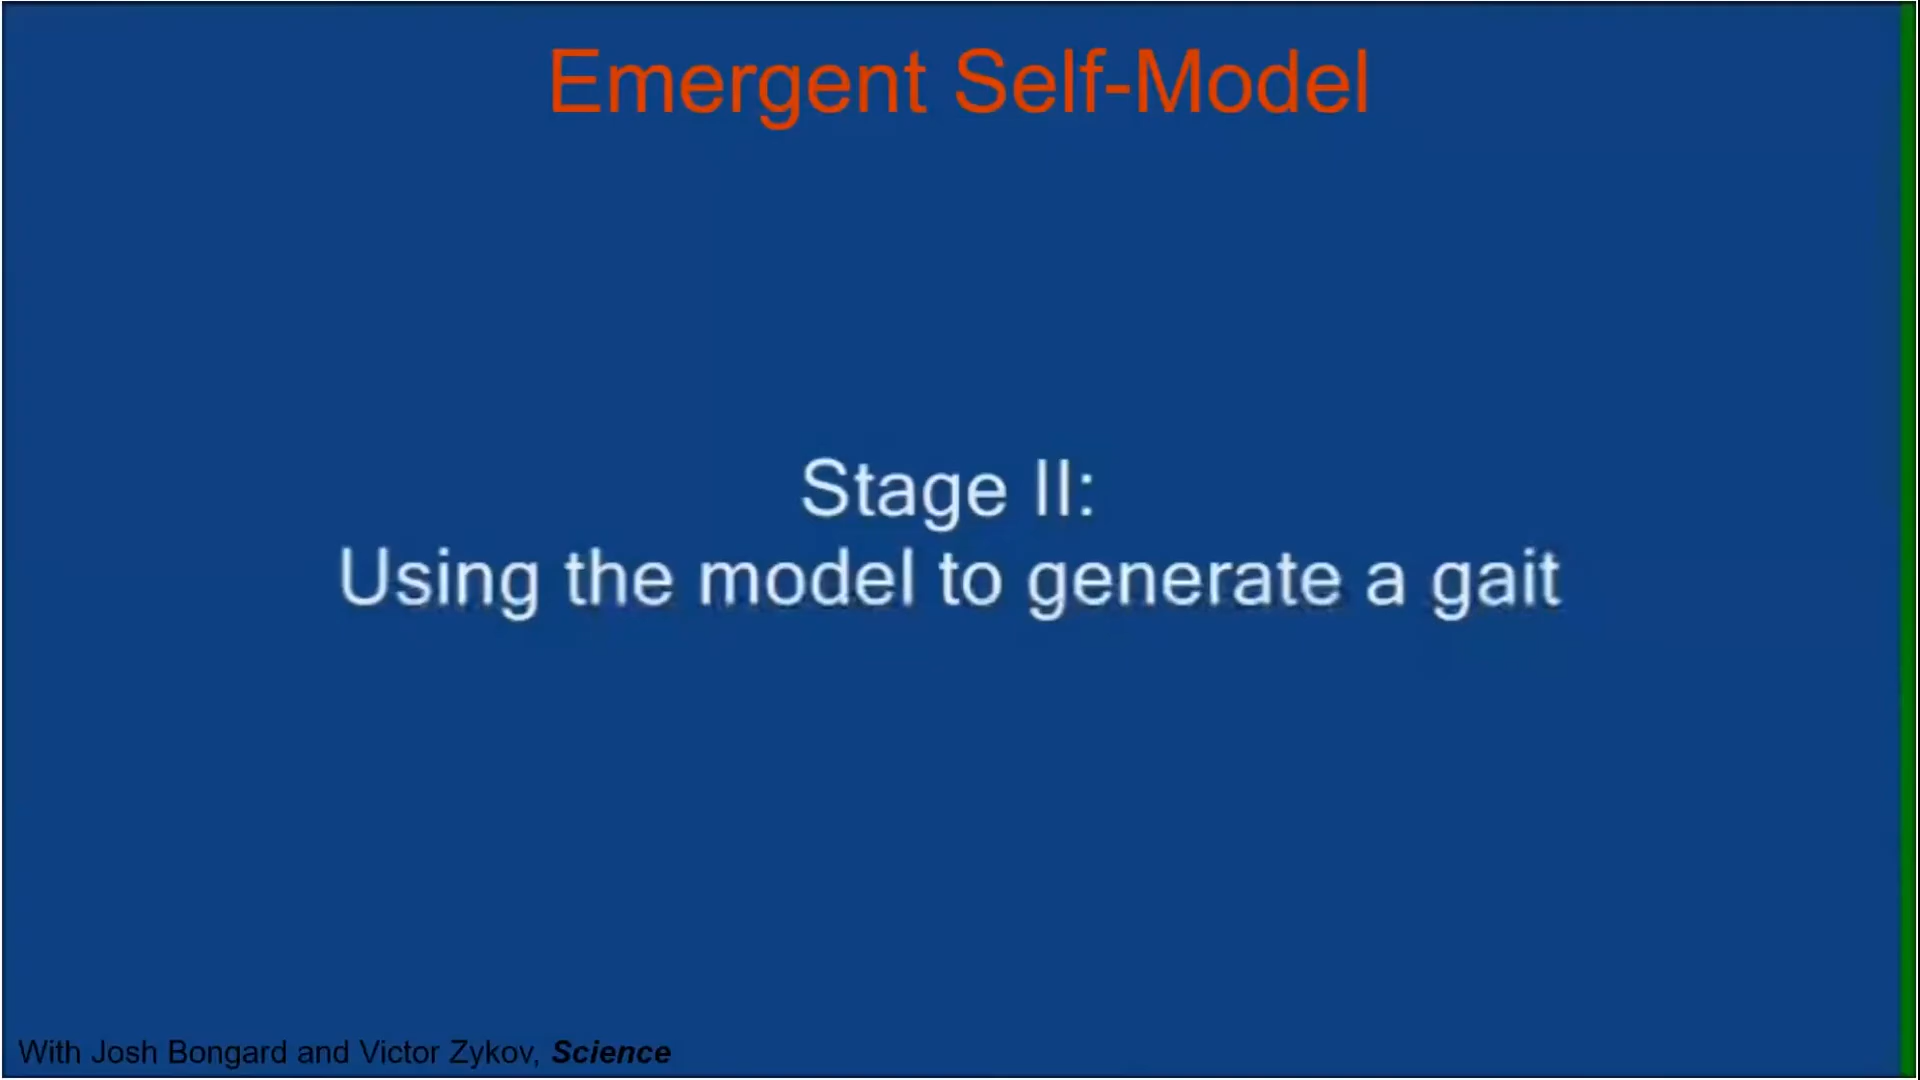 Emergent Self-Model
Stage II:
Using the model to generate a gait
With Josh Bongard and Victor Zykov, Science